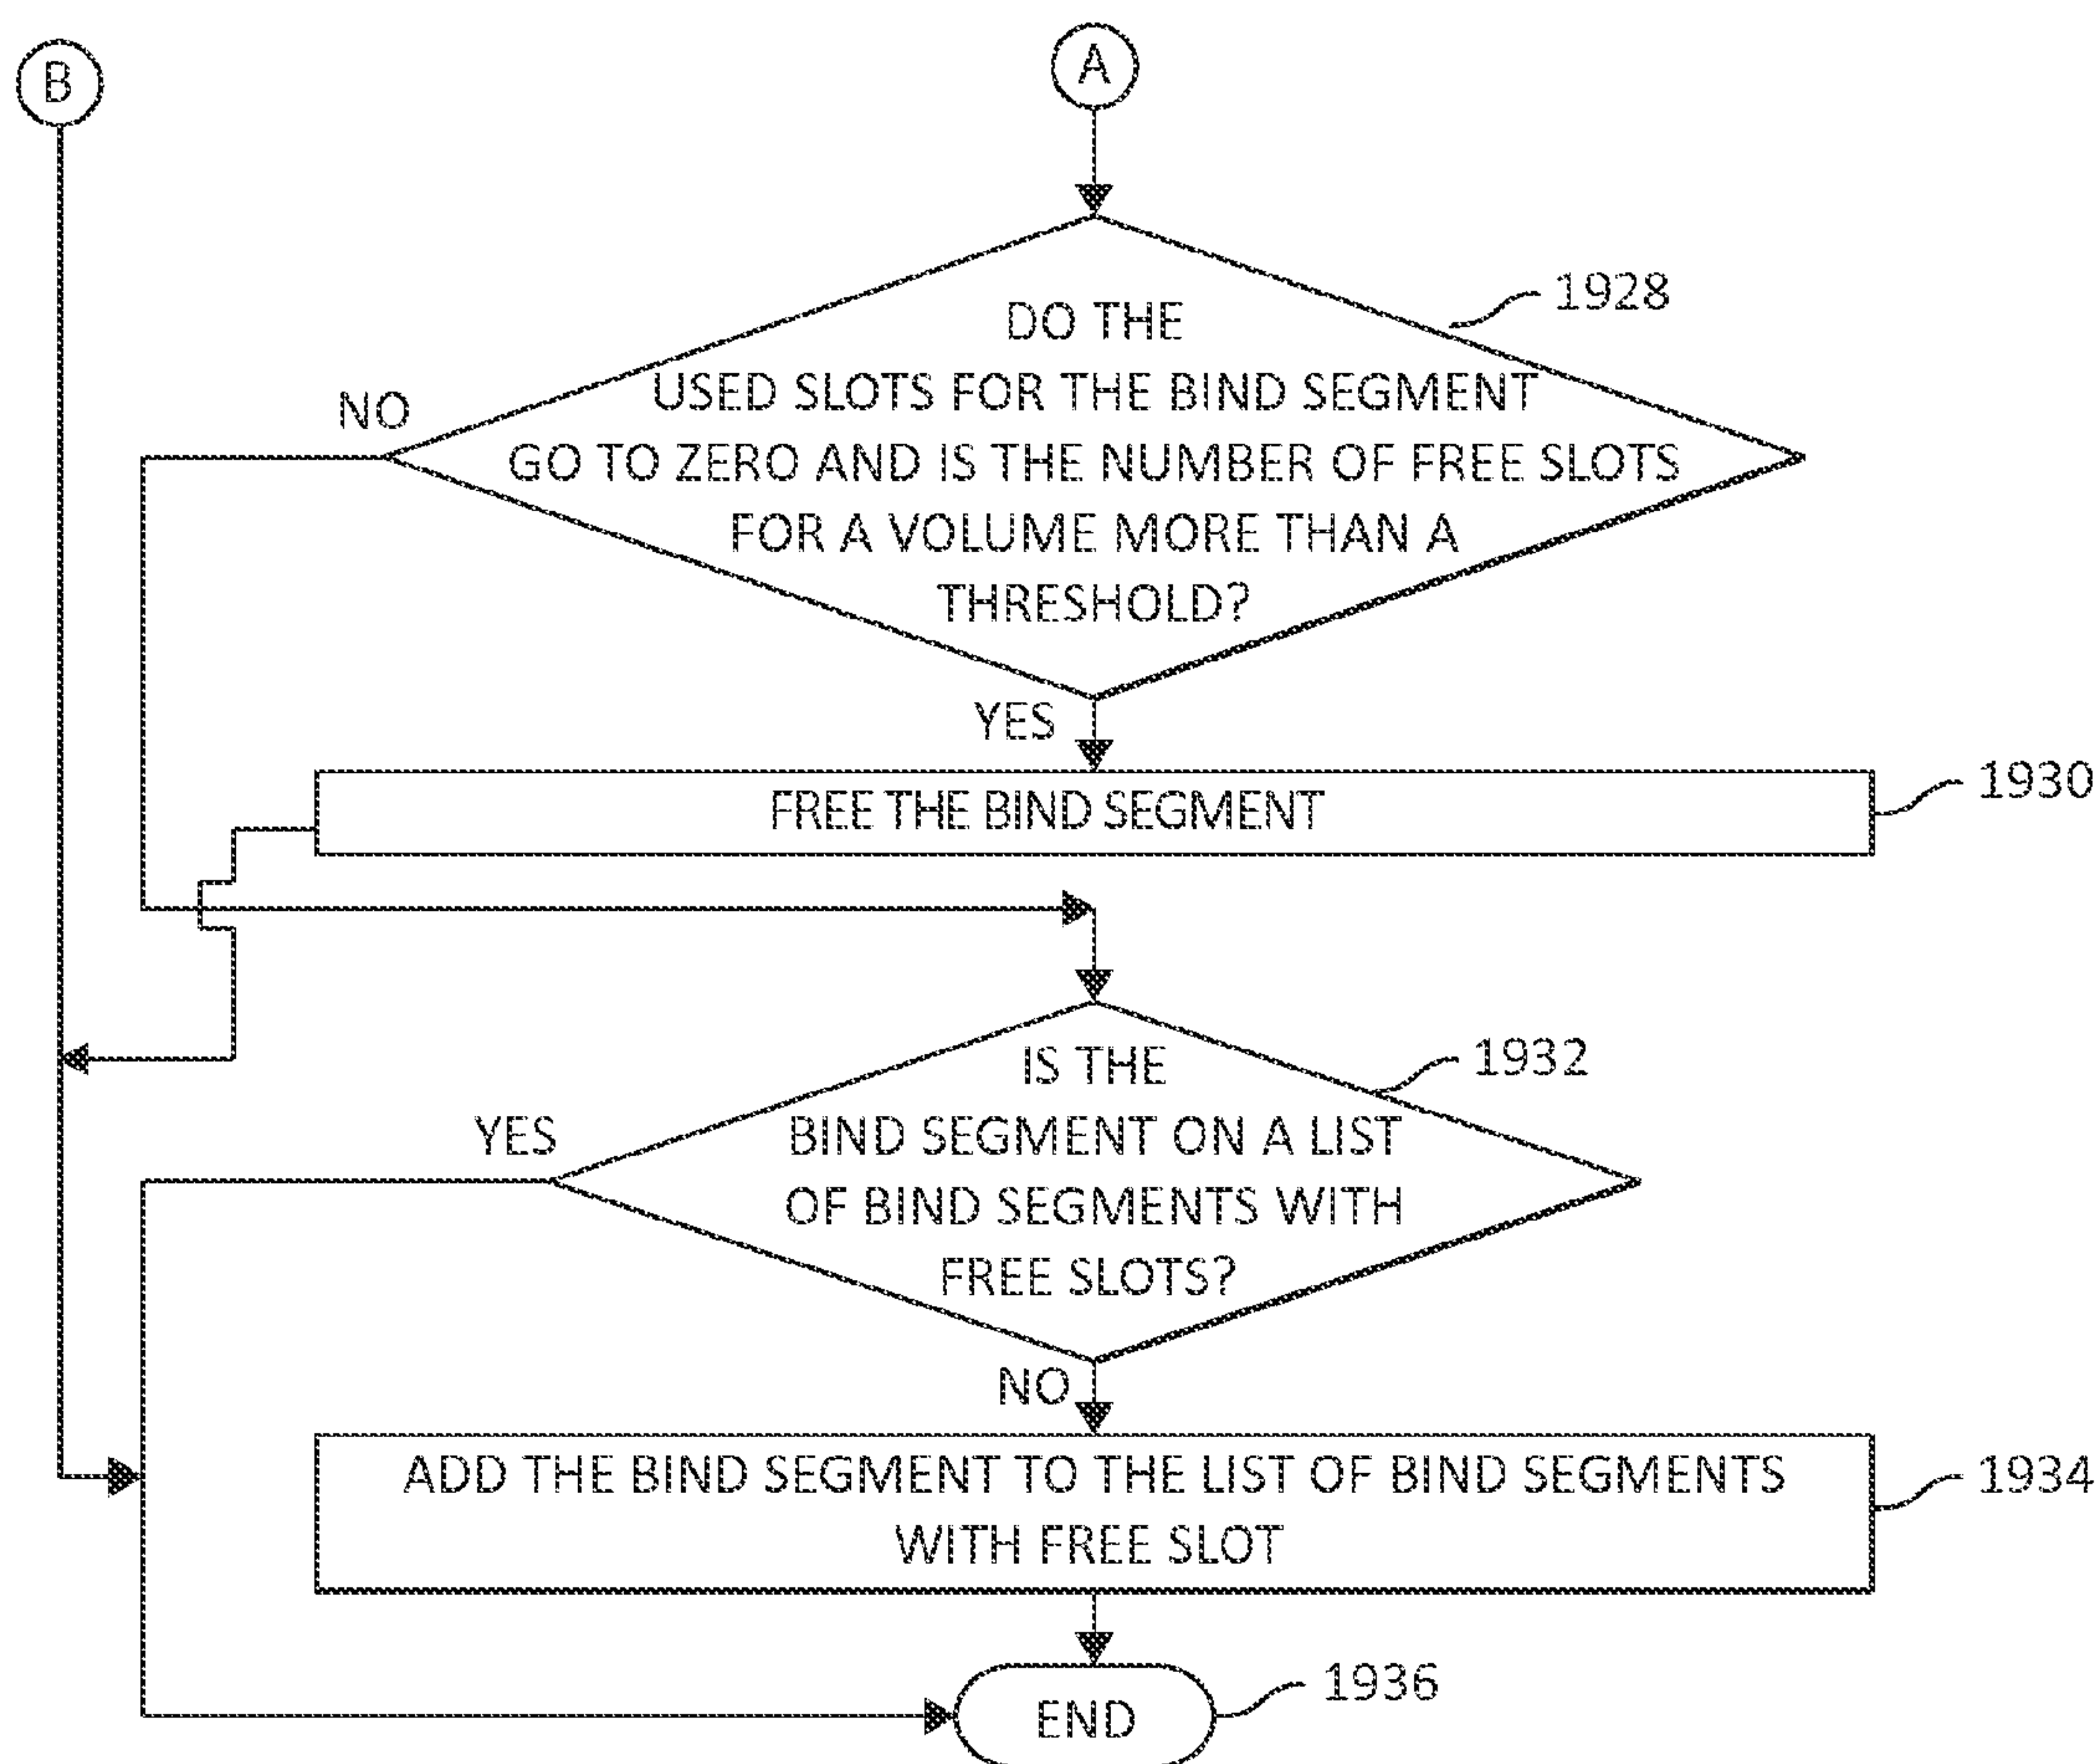 B
A
1928
DO THE
USED SLOTS FOR THE BIND SEGMENT
GO TO ZERO AND IS THE NUMBER OF FREE SLOTS
FOR A VOLUME MORE THAN A
THRESHOLD?
NO
YES
FREE THE BIND SEGMENT
1930
1932
IS THE
BIND SEGMENT ON A LIST
OF BIND SEGMENTS WITH
FREE SLOTS?
YES
NO
ADD THE BIND SEGMENT TO THE LIST OF BIND SEGMENTS
WITH FREE SLOT
1934
END
1936